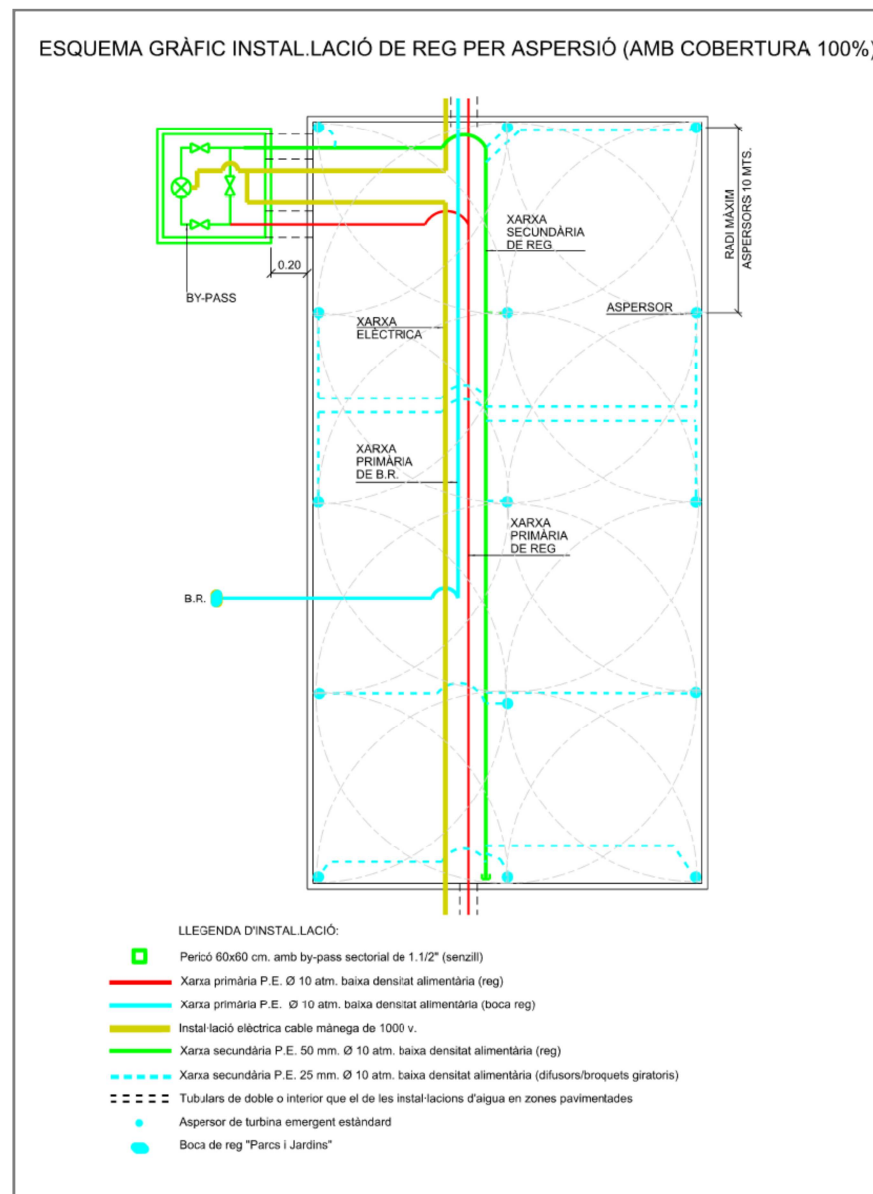 ESQUEMA GRÀFIC INSTAL.LACIÓ DE REG PER ASPERSIÓ (AMB COBERTURA 100%)
XARXA
SECUNDÀRIA
DE REG
RADI MÀXIM
ASPERSORS 10 MTS.
0.20
BY-PASS
ASPERSOR
XARXA
ELÈCTRICA
XARXA
PRIMÀRIA
DE B.R.
XARXA
PRIMÀRIA
DE REG
B.R.
LLEGENDA D'INSTAL.LACIÓ:
Pericó 60x60 cm. amb by-pass sectorial de 1.1/2" (senzill)
Xarxa primària P.E. Ø 10 atm. baixa densitat alimentària (reg)
Xarxa primària P.E. Ø 10 atm. baixa densitat alimentària (boca reg)
Instal·lació elèctrica cable mànega de 1000 v.
Xarxa secundària P.E. 50 mm. Ø 10 atm. baixa densitat alimentària (reg)
Xarxa secundària P.E. 25 mm. Ø 10 atm. baixa densitat alimentària (difusors/broquets giratoris)
Tubulars de doble o interior que el de les instal·lacions d'aigua en zones pavimentades
Aspersor de turbina emergent estàndard
Boca de reg "Parcs i Jardins"